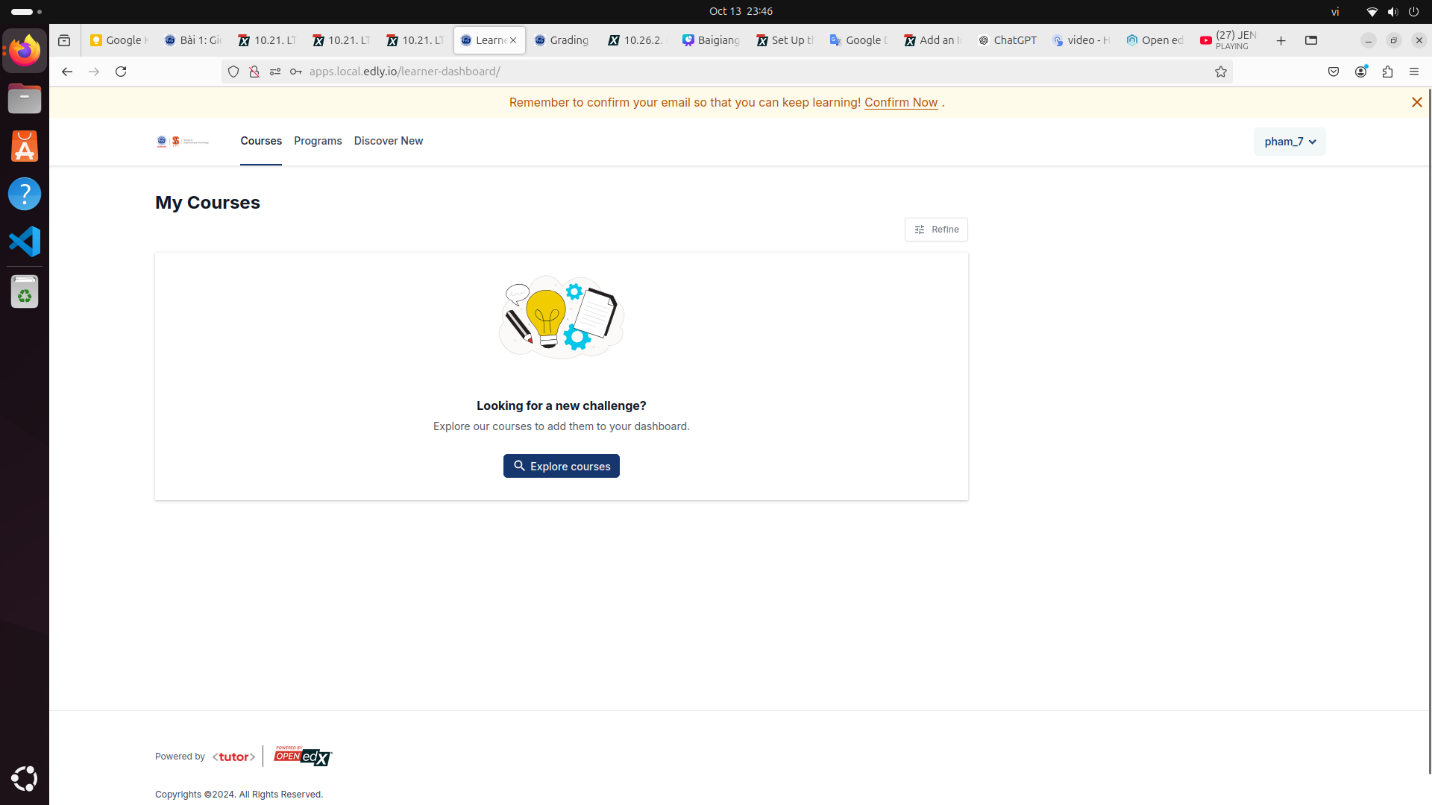 Oct 13 23:46
vi
Google K
Bài 1: Giớ
10.21. LT
10.21. LT
10.21. LT
Learne
Grading
10.26.2.
Baigiang
Set Up th
Google D
Add an I
ChatGPT
video - H
Open ed
(27) JEN
PLAYING
apps.local.edly.io/learner-dashboard/
Remember to confirm your email so that you can keep learning! Confirm Now .
Courses
Programs
Discover New
pham_7
My Courses
Refine
Looking for a new challenge?
Explore our courses to add them to your dashboard.
Explore courses
Powered by
<tutor>
POWERED BY
OPEN edX
Copyrights ©2024. All Rights Reserved.